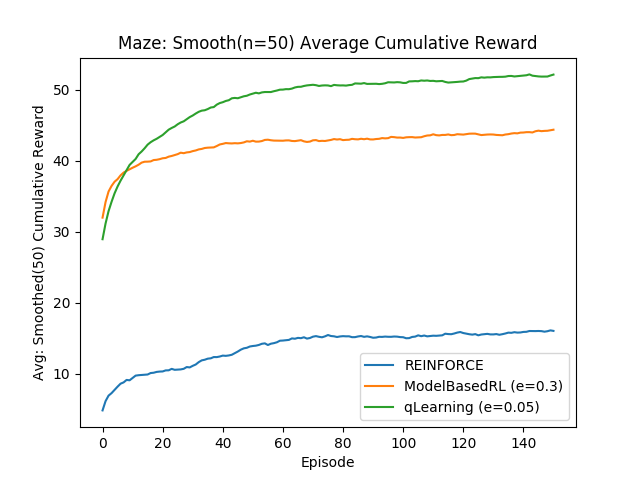 Maze: Smooth(n=50) Average Cumulative Reward
Avg: Smoothed(50) Cumulative Reward
50
40
30
20
10
0 20 40 60 80 100 120 140
Episode
REINFORCE
ModelBasedRL (e=0.3)
qLearning (e=0.05)